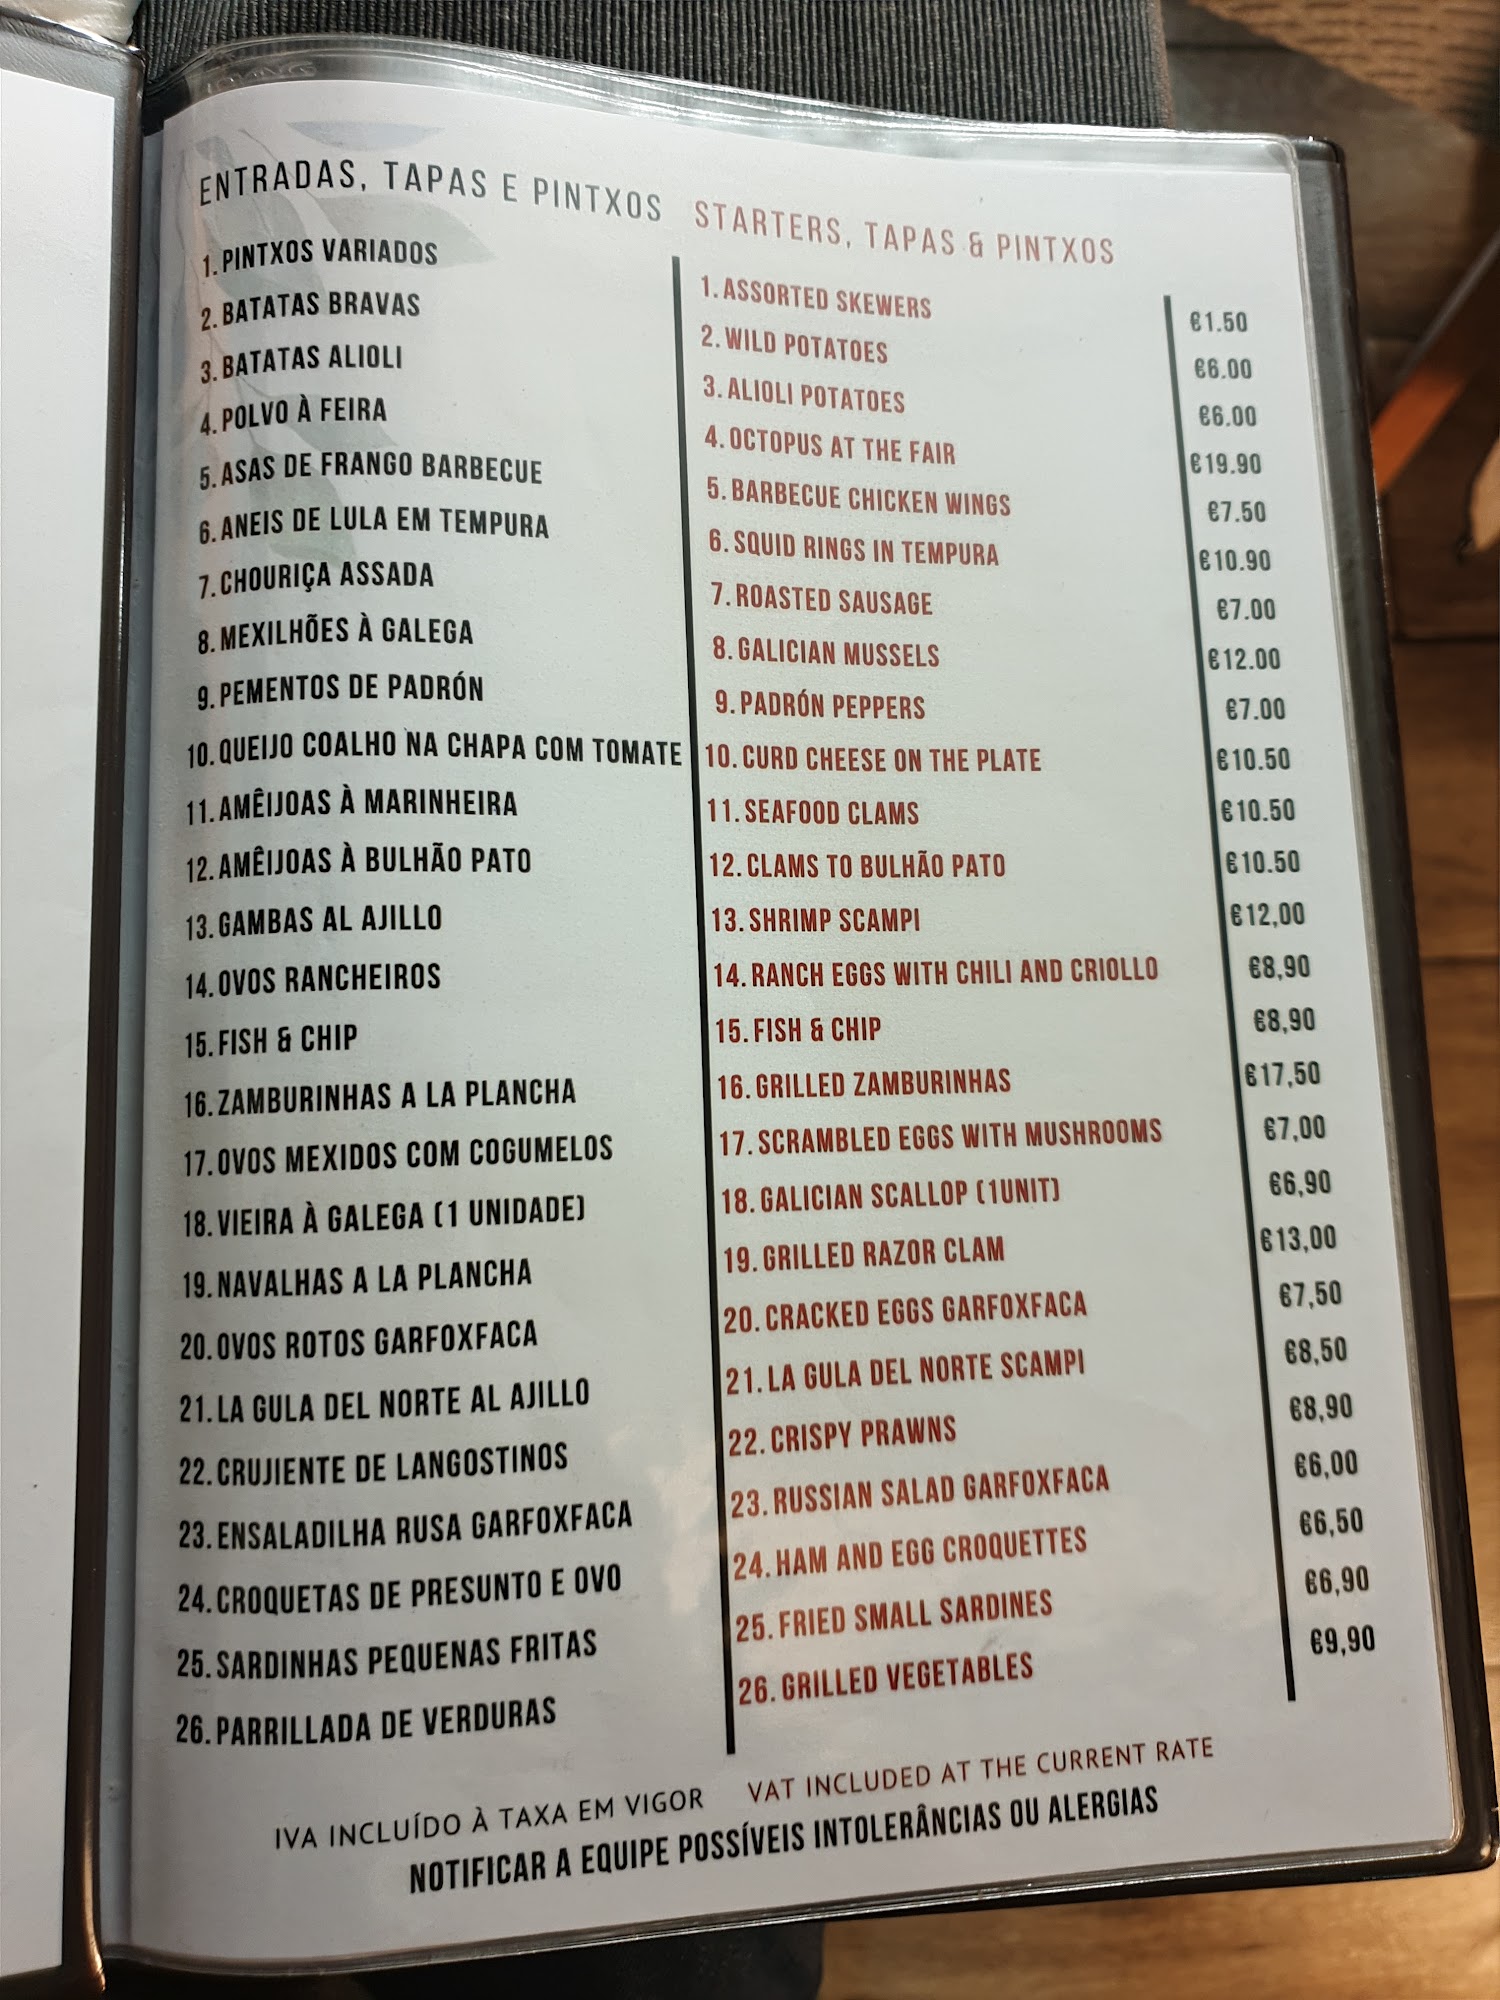 ENTRADAS, TAPAS E PINTXOS
1. PINTXOS VARIADOS
2. BATATAS BRAVAS
3. BATATAS ALIOLI
4. POLVO À FEIRA
5. ASAS DE FRANGO BARBECUE
6. ANEIS DE LULA EM TEMPURA
7. CHOURIÇA ASSADA
8. MEXILHÕES À GALEGA
9. PEMENTOS DE PADRÓN
10. QUEIJO COALHO NA CHAPA COM TOMATE
11. AMÊIJOAS À MARINHEIRA
12. AMÊIJOAS À BULHÃO PATO
13. GAMBAS AL AJILLO
14. OVOS RANCHEIROS
15. FISH & CHIP
16. ZAMBURINHAS A LA PLANCHA
17. OVOS MEXIDOS COM COGUMELOS
18. VIEIRA À GALEGA (1 UNIDADE)
19. NAVALHAS A LA PLANCHA
20. OVOS ROTOS GARFOXFACA
21. LA GULA DEL NORTE AL AJILLO
22. CRUJIENTE DE LANGOSTINOS
23. ENSALADILHA RUSA GARFOXFACA
24. CROQUETAS DE PRESUNTO E OVO
25. SARDINHAS PEQUENAS FRITAS
26. PARRILLADA DE VERDURAS
STARTERS, TAPAS & PINTXOS
1. ASSORTED SKEWERS
2. WILD POTATOES
3. ALIOLI POTATOES
4. OCTOPUS AT THE FAIR
5. BARBECUE CHICKEN WINGS
6. SQUID RINGS IN TEMPURA
7. ROASTED SAUSAGE
8. GALICIAN MUSSELS
9. PADRÓN PEPPERS
10. CURD CHEESE ON THE PLATE
11. SEAFOOD CLAMS
12. CLAMS TO BULHÃO PATO
13. SHRIMP SCAMPI
14. RANCH EGGS WITH CHILI AND CRIOLLO
15. FISH & CHIP
16. GRILLED ZAMBURINHAS
17. SCRAMBLED EGGS WITH MUSHROOMS
18. GALICIAN SCALLOP (1UNIT)
19. GRILLED RAZOR CLAM
20. CRACKED EGGS GARFOXFACA
21. LA GULA DEL NORTE SCAMPI
22. CRISPY PRAWNS
23. RUSSIAN SALAD GARFOXFACA
24. HAM AND EGG CROQUETTES
25. FRIED SMALL SARDINES
26. GRILLED VEGETABLES
€1.50
€6.00
€6.00
€19.90
€7.50
€10.90
€7.00
€12.00
€7.00
€10.50
€10.50
€10.50
€12,00
€8,90
€8,90
€17,50
€7,00
€6,90
€13,00
€7,50
€8,50
€8,90
€6,00
€6,50
€6,90
€9,90
IVA INCLUÍDO À TAXA EM VIGOR VAT INCLUDED AT THE CURRENT RATE
NOTIFICAR A EQUIPE POSSÍVEIS INTOLERÂNCIAS OU ALERGIAS